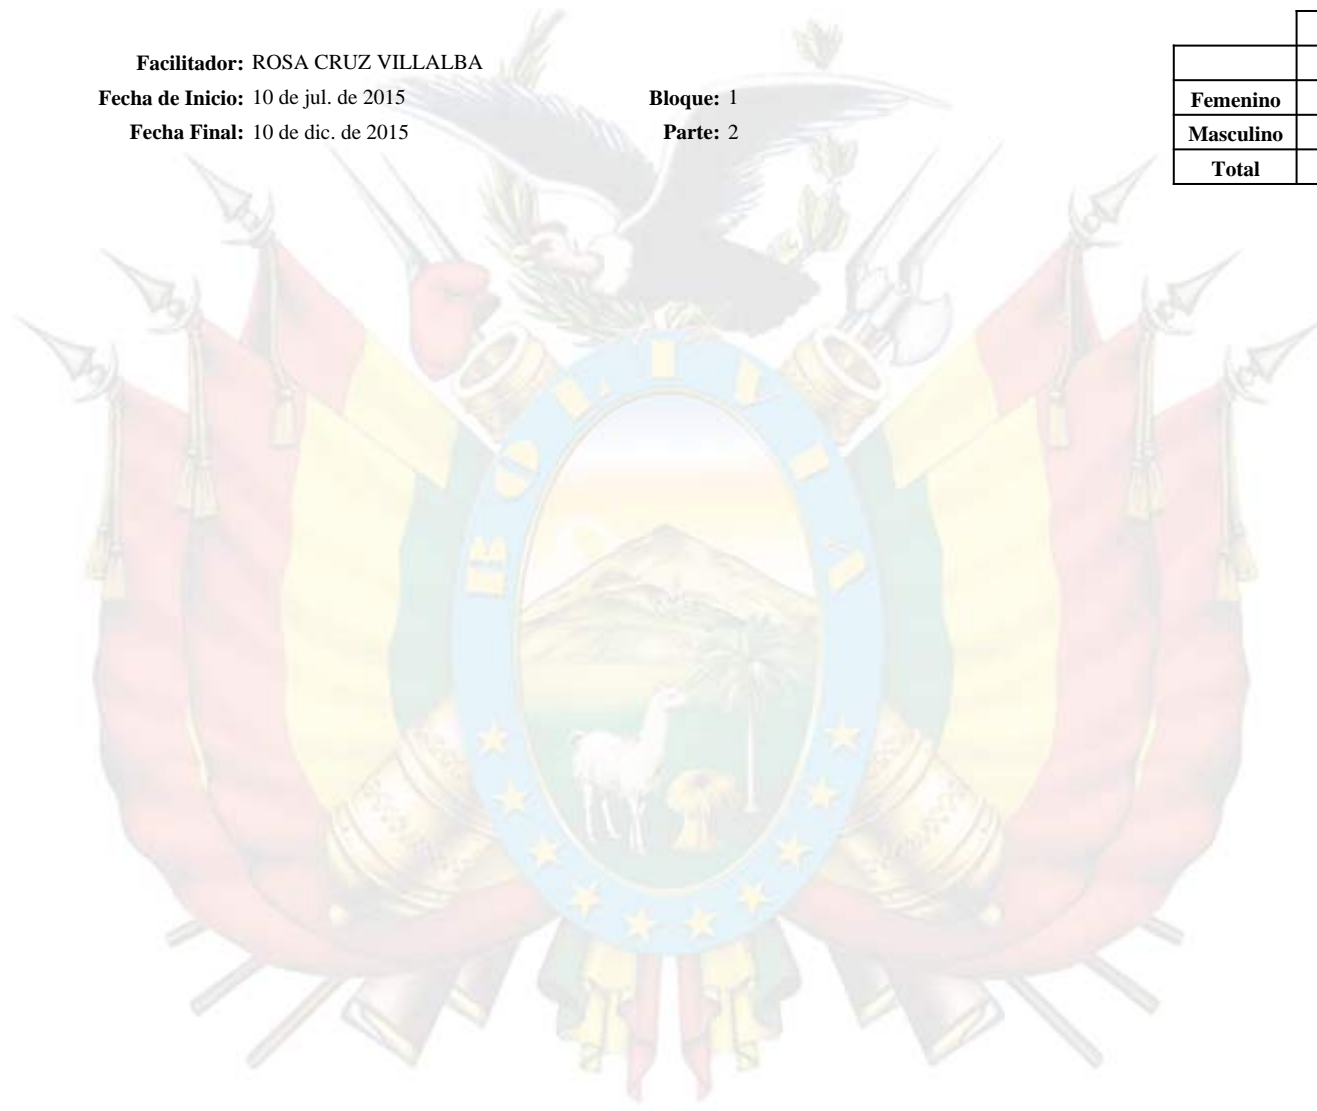 Facilitador: ROSA CRUZ VILLALBA
Fecha de Inicio: 10 de jul. de 2015 Bloque: 1
Fecha Final: 10 de dic. de 2015 Parte: 2
Femenino
Masculino
Total
BOLIVIA